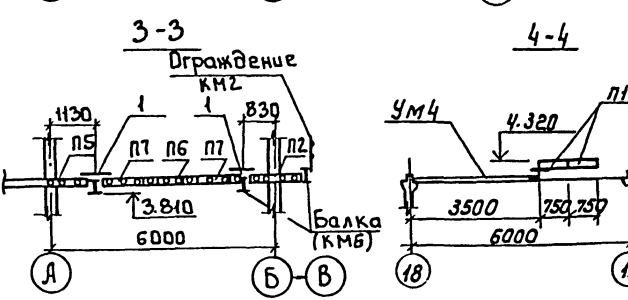 3-3
4-4
Ограждение
КМ2
1130
1
1
830
П5
П7
П6
П7
П2
3.810
Балка
(КМ6)
6000
А
Б
В
Ум4
4.320
П1
3500
750
750
6000
18